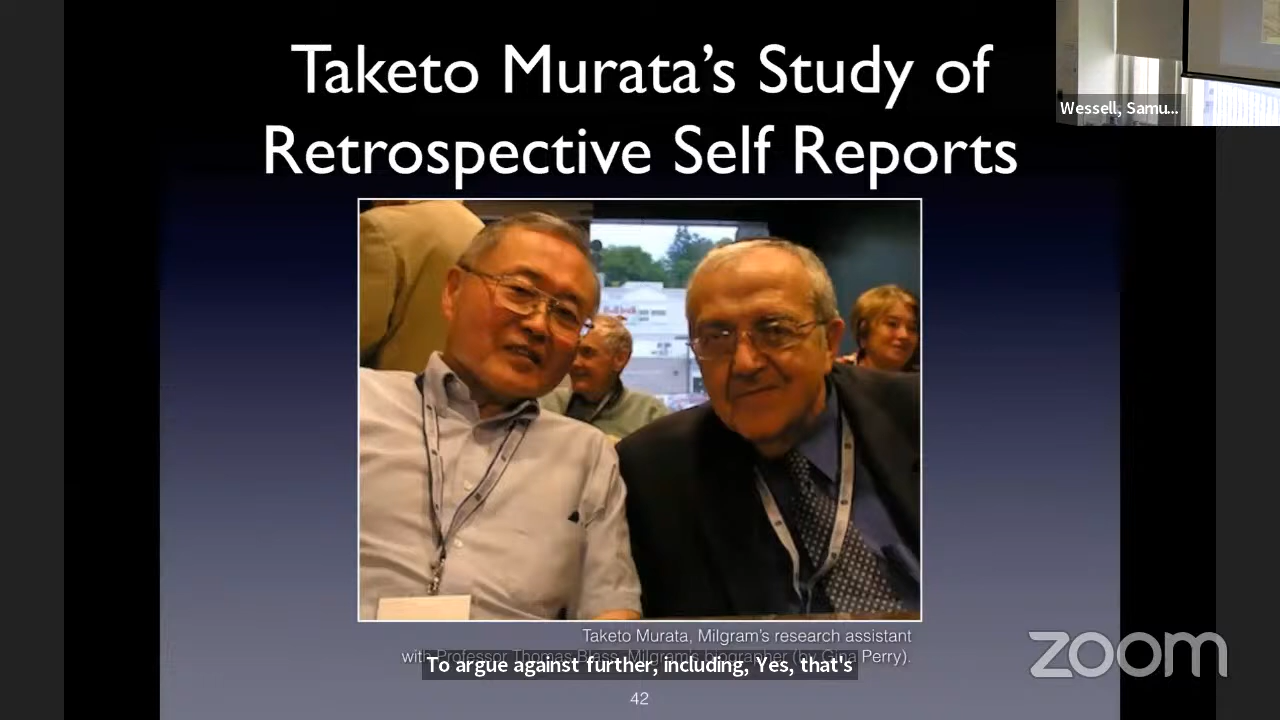 Taketo Murata's Study of
Retrospective Self Reports
Wessell, Samu...
Taketo Murata, Milgram's research assistant
with Professor Thomas Blass, Milgram's biographer (by Gina Perry).
To argue against further, including, Yes, that's
zoom
42